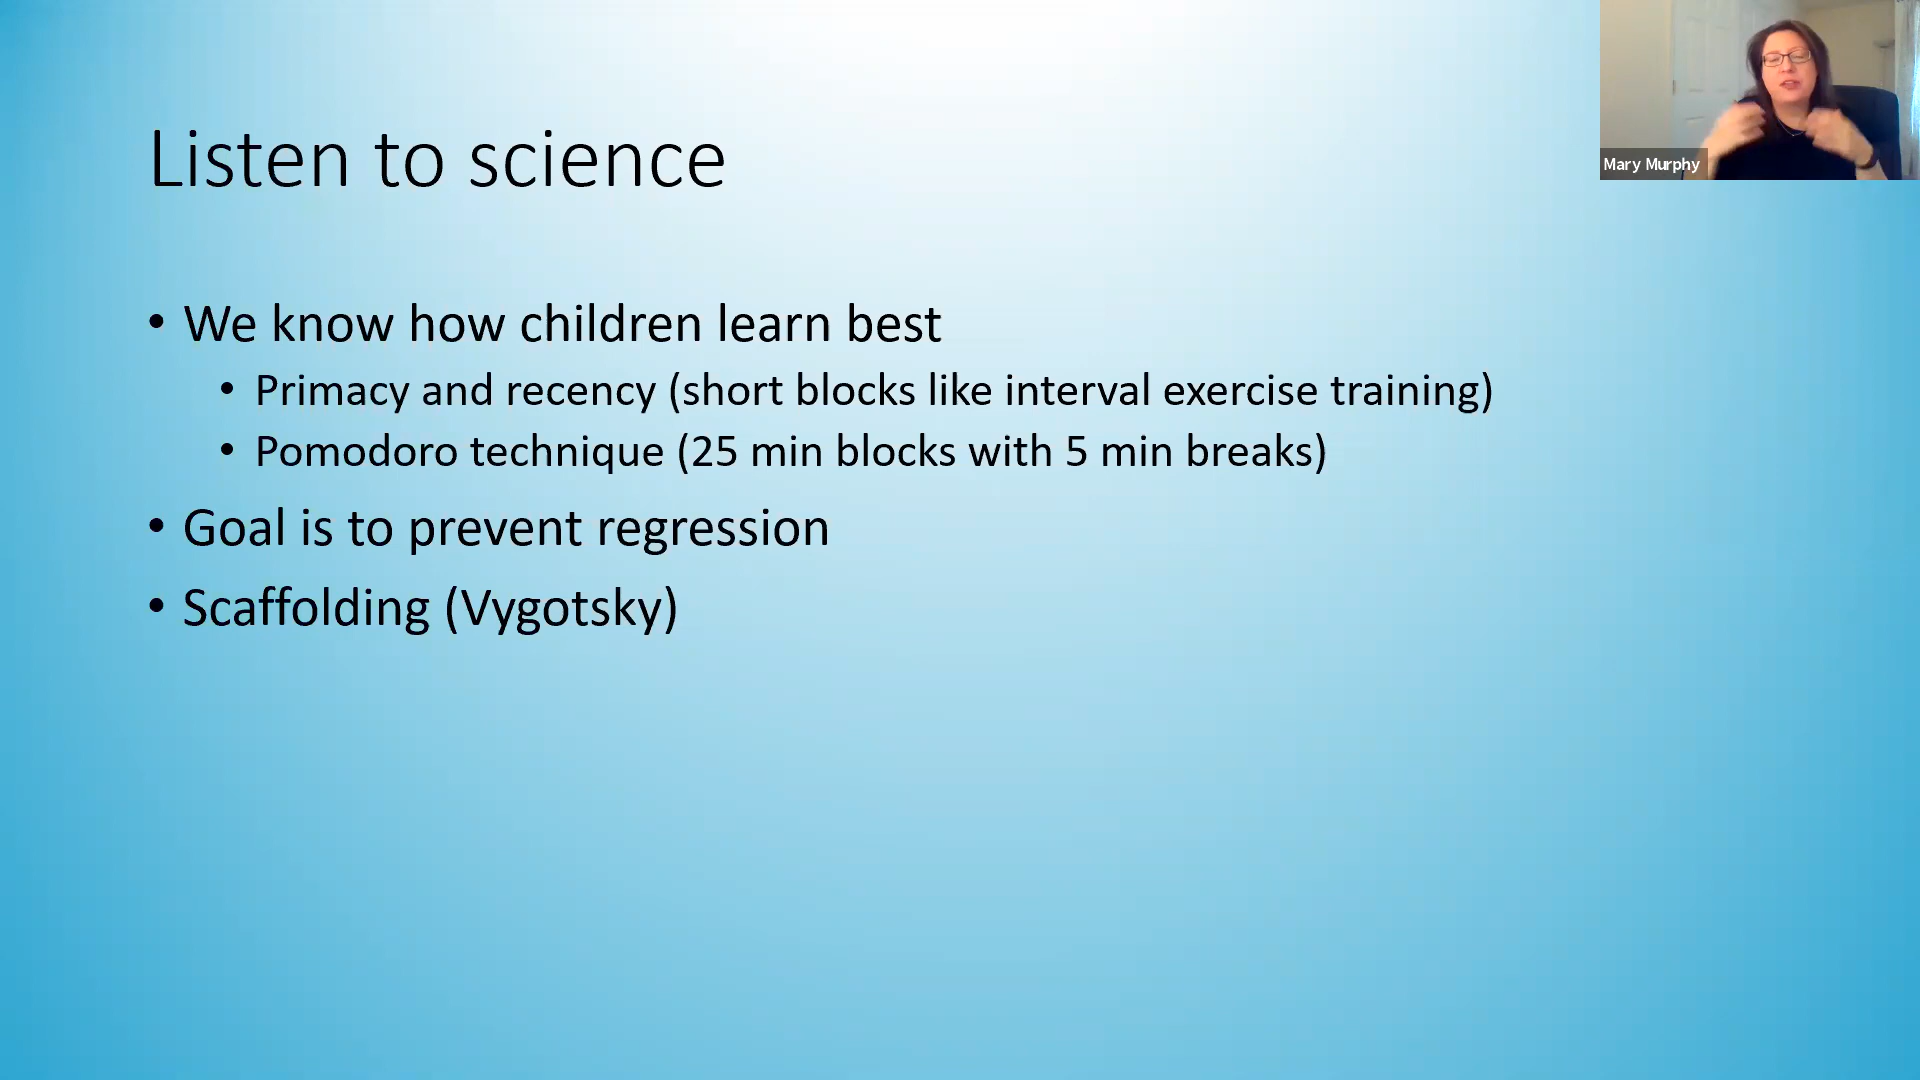 Listen to science
Mary Murphy
• We know how children learn best
• Primacy and recency (short blocks like interval exercise training)
• Pomodoro technique (25 min blocks with 5 min breaks)
• Goal is to prevent regression
• Scaffolding (Vygotsky)